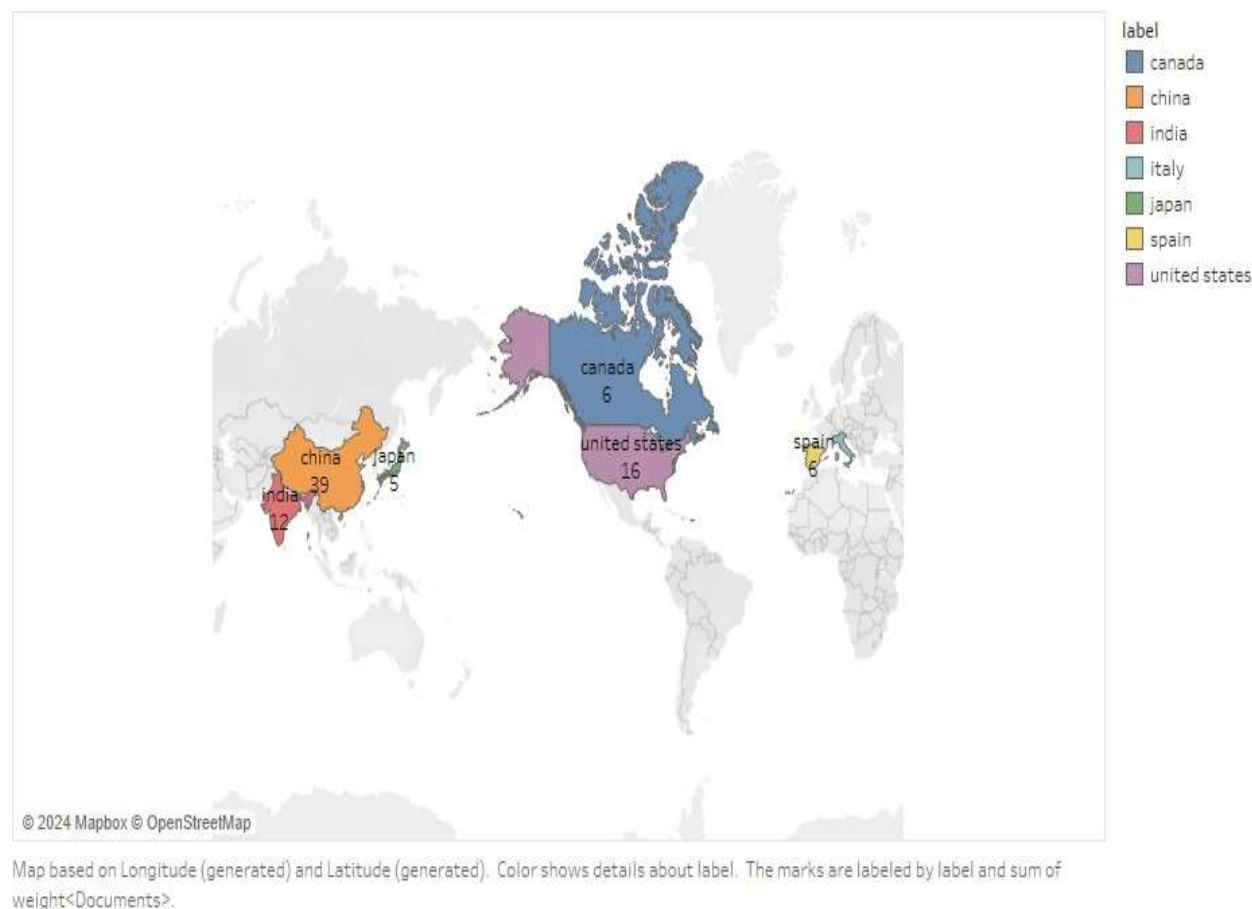 label
canada
china
india
italy
japan
spain
united states
canada
6
united states
16
china
39
japan
5
india
12
spain
6
© 2024 Mapbox © OpenStreetMap
Map based on Longitude (generated) and Latitude (generated). Color shows details about label. The marks are labeled by label and sum of
weight<Documents>.